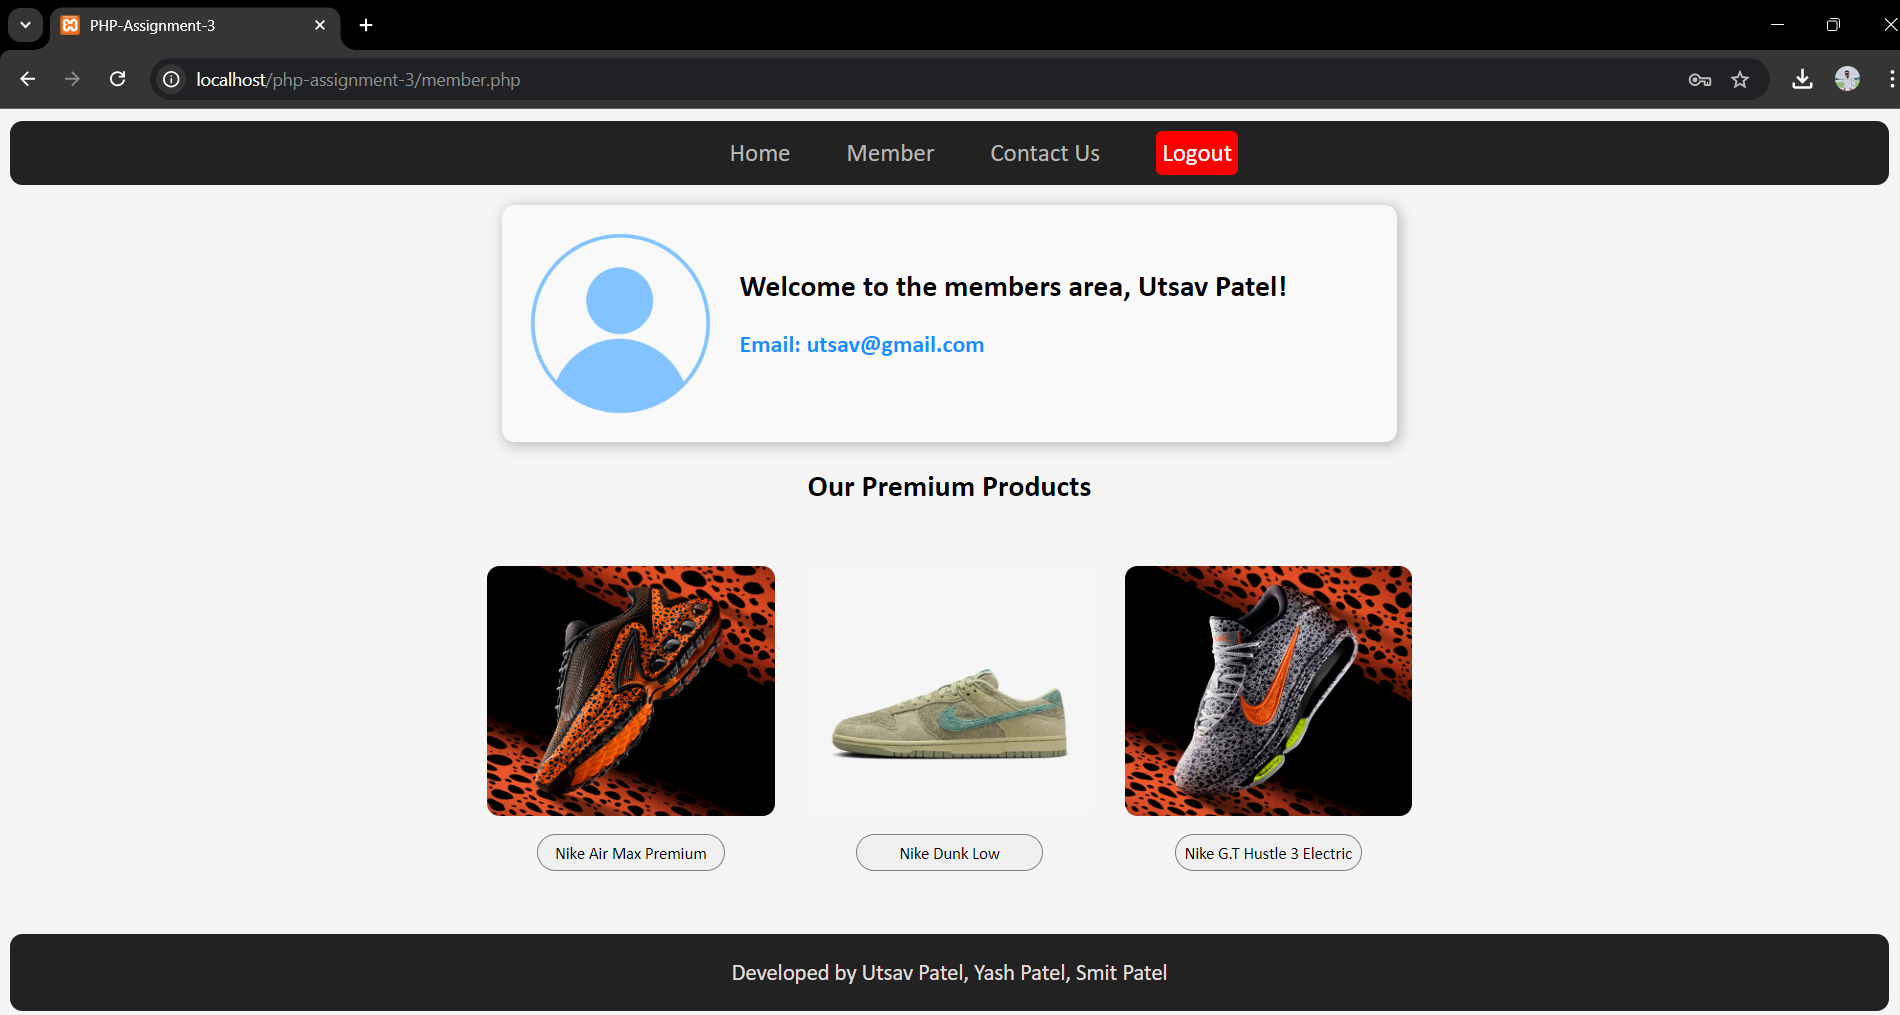 PHP-Assignment-3
localhost/php-assignment-3/member.php
Home Member Contact Us Logout
Welcome to the members area, Utsav Patel!
Email: utsav@gmail.com
Our Premium Products
Nike Air Max Premium Nike Dunk Low Nike G.T Hustle 3 Electric
Developed by Utsav Patel, Yash Patel, Smit Patel